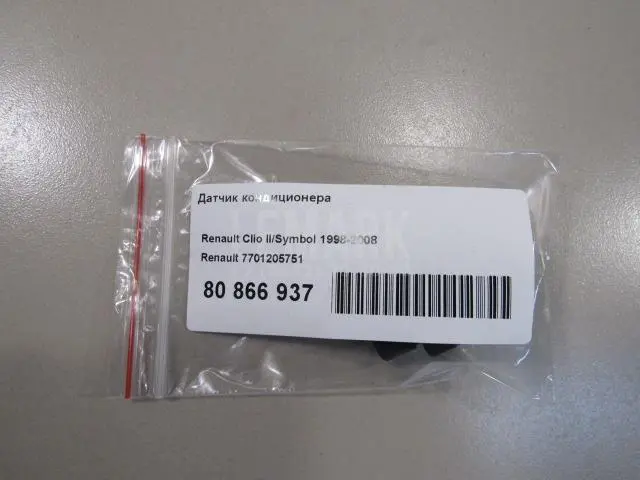 Датчик кондиционера
Renault Clio II/Symbol 1998-2008
Renault 7701205751
80 866 937